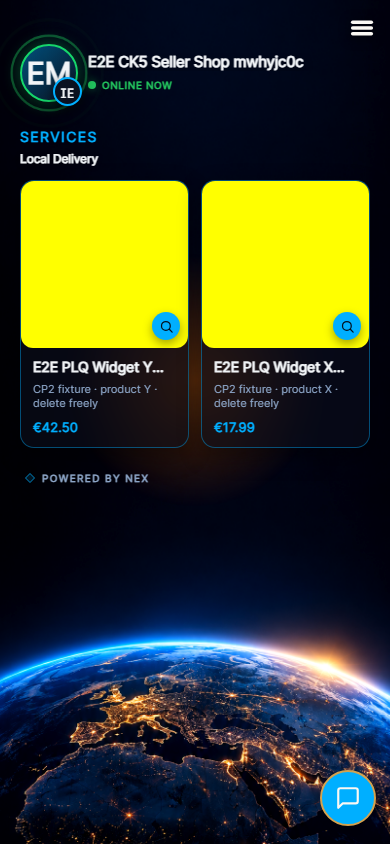 EM
IE
E2E CK5 Seller Shop mwhyjc0c
ONLINE NOW
SERVICES
Local Delivery
E2E PLQ Widget Y...
CP2 fixture · product Y ·
delete freely
€42.50
E2E PLQ Widget X...
CP2 fixture · product X ·
delete freely
€17.99
POWERED BY NEX